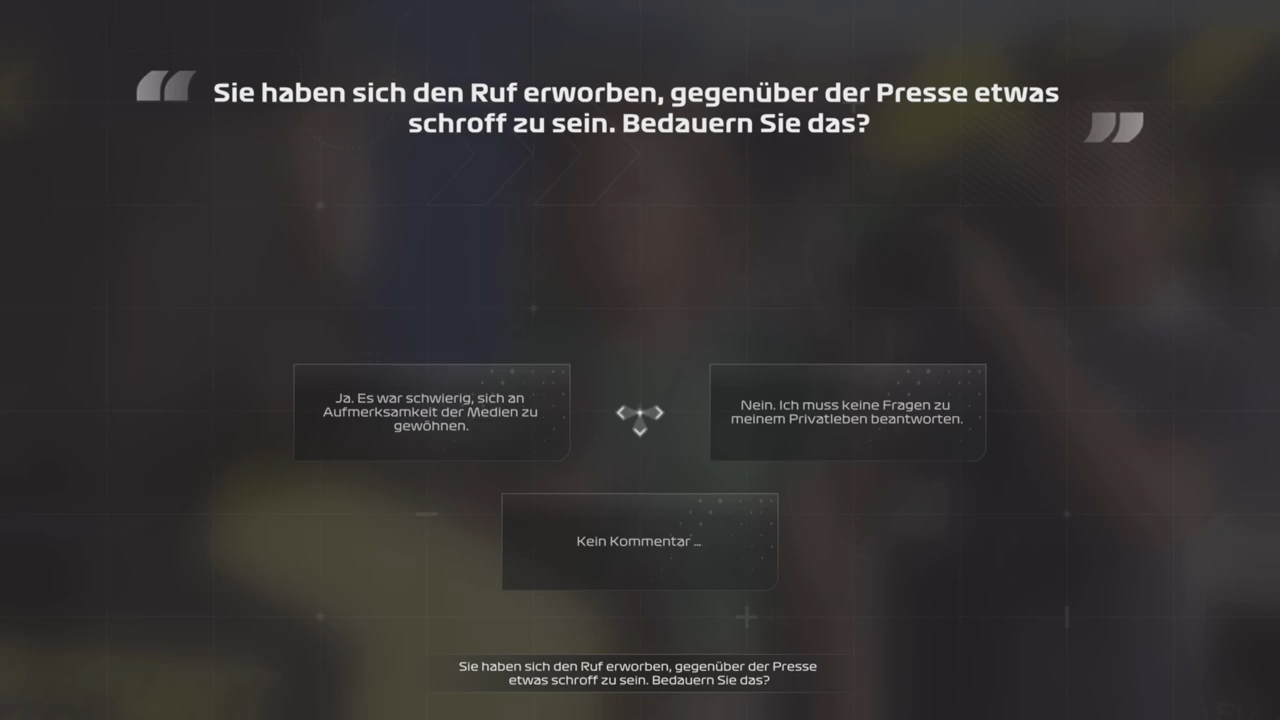 Sie haben sich den Ruf erworben, gegenüber der Presse etwas
schroff zu sein. Bedauern Sie das?
Ja. Es war schwierig, sich an
Aufmerksamkeit der Medien zu
gewöhnen.
Nein. Ich muss keine Fragen zu
meinem Privatleben beantworten.
Kein Kommentar ...
Sie haben sich den Ruf erworben, gegenüber der Presse
etwas schroff zu sein. Bedauern Sie das?